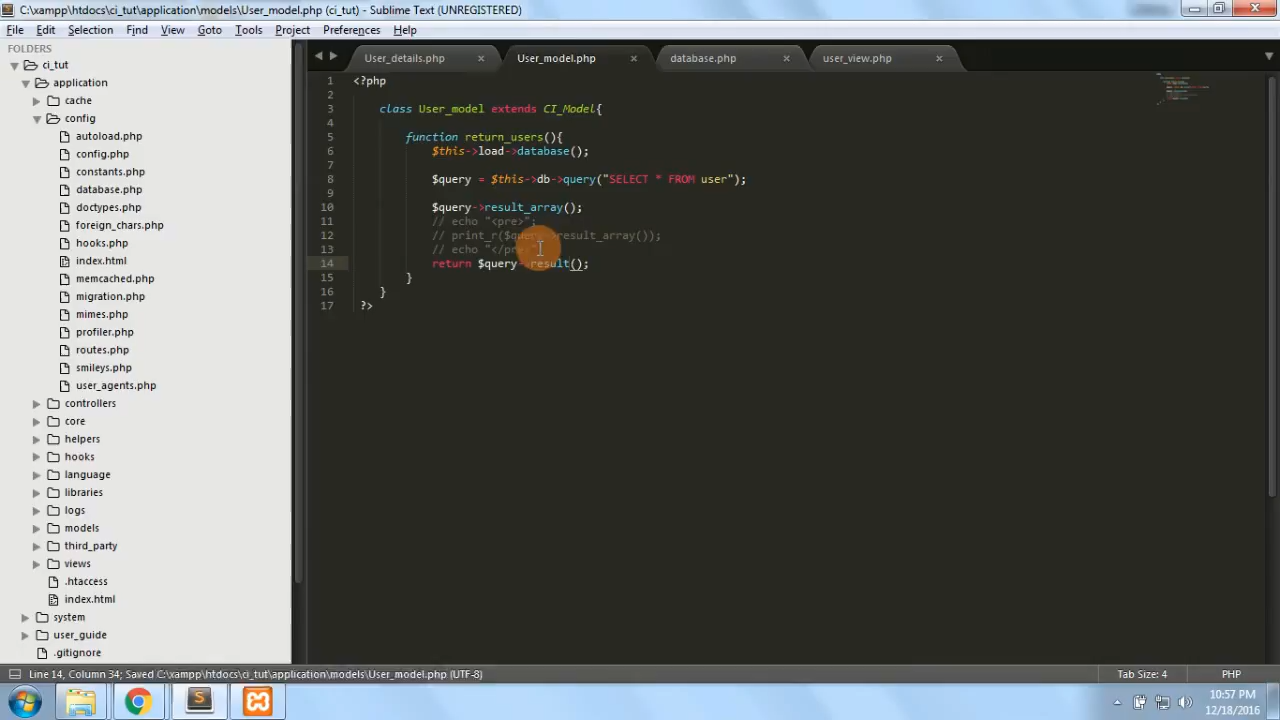 C:\xampp\htdocs\ci_tut\application\models\User_model.php (ci_tut) - Sublime Text (UNREGISTERED)
File Edit Selection Find View Goto Tools Project Preferences Help
FOLDERS
ci_tut
application
cache
config
autoload.php
config.php
constants.php
database.php
doctypes.php
foreign_chars.php
hooks.php
index.html
memcached.php
migration.php
mimes.php
profiler.php
routes.php
smileys.php
user_agents.php
controllers
core
helpers
hooks
language
libraries
logs
models
third_party
views
.htaccess
index.html
system
user_guide
.gitignore
User_details.php User_model.php database.php user_view.php
1 <?php
2
3 class User_model extends CI_Model{
4
5 function return_users(){
6 $this->load->database();
7
8 $query = $this->db->query("SELECT * FROM user");
9
10 $query->result_array();
11 // echo "<pre>";
12 // print_r($query->result_array());
13 // echo "</pre>"
14 return $query->result();
15 }
16 }
17 ?>
Line 14, Column 34; Saved C:\xampp\htdocs\ci_tut\application\models\User_model.php (UTF-8) Tab Size: 4 PHP
10:57 PM
12/18/2016